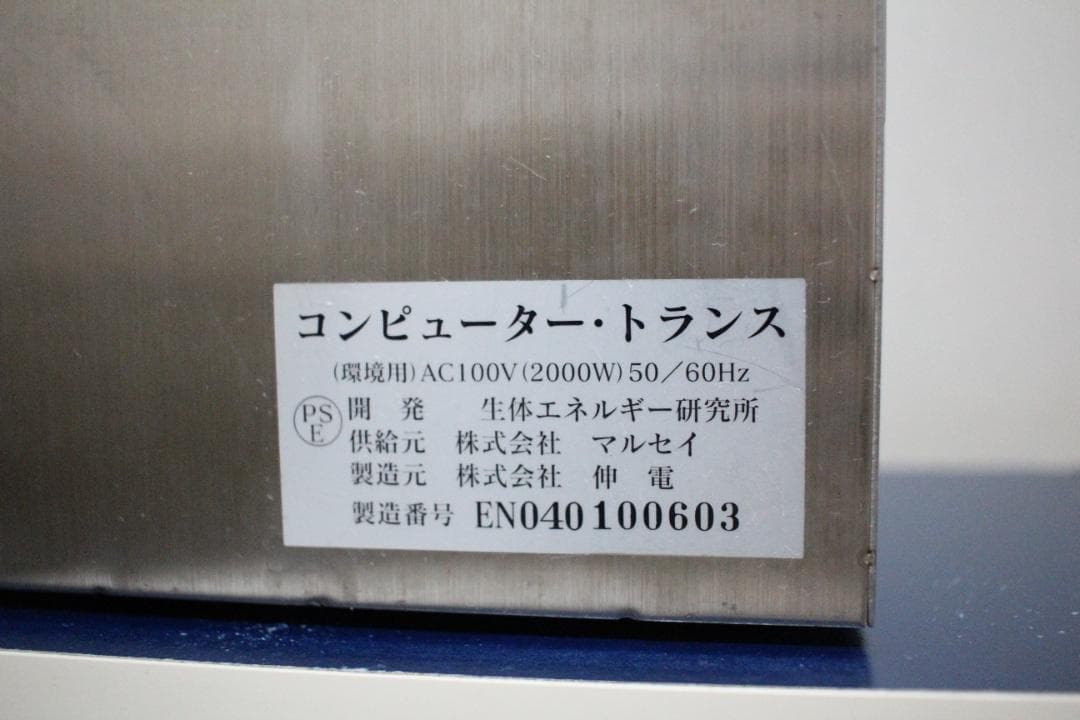 コンピューター・トランス
(環境用)AC100V(2000W)50/60Hz
PS
E
開 発 生体エネルギー研究所
供給元 株式会社 マルセイ
製造元 株式会社 伸電
製造番号 EN040100603